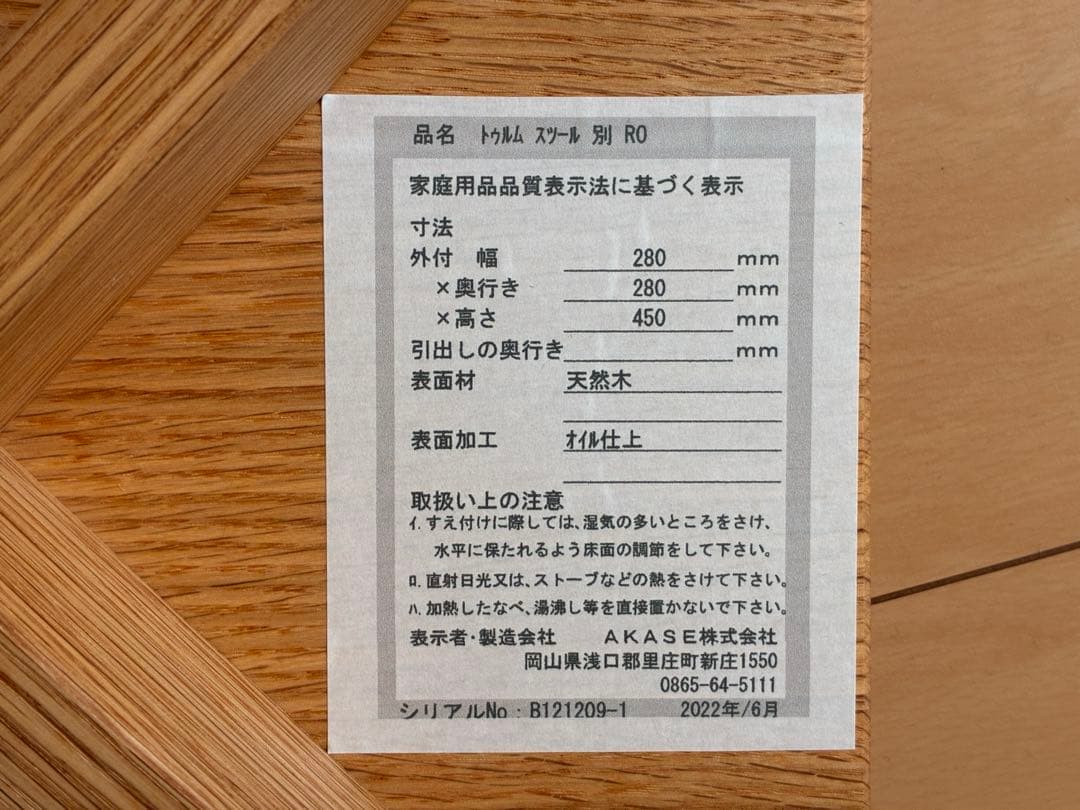 品名 ﾄｩﾙﾑ ｽﾂｰﾙ 別 RO
家庭用品品質表示法に基づく表示
寸法
外付 幅 280 mm
×奥行き 280 mm
×高さ 450 mm
引出しの奥行き mm
表面材 天然木
表面加工 ｵｲﾙ仕上
取扱い上の注意
ｲ. すえ付けに際しては、湿気の多いところをさけ、
水平に保たれるよう床面の調節をして下さい。
ﾛ. 直射日光又は、ストーブなどの熱をさけて下さい。
ﾊ. 加熱したなべ、湯沸し等を直接置かないで下さい。
表示者・製造会社 ＡＫＡＳＥ株式会社
岡山県浅口郡里庄町新庄1550
0865-64-5111
シリアルNo : B121209-1 2022年/6月